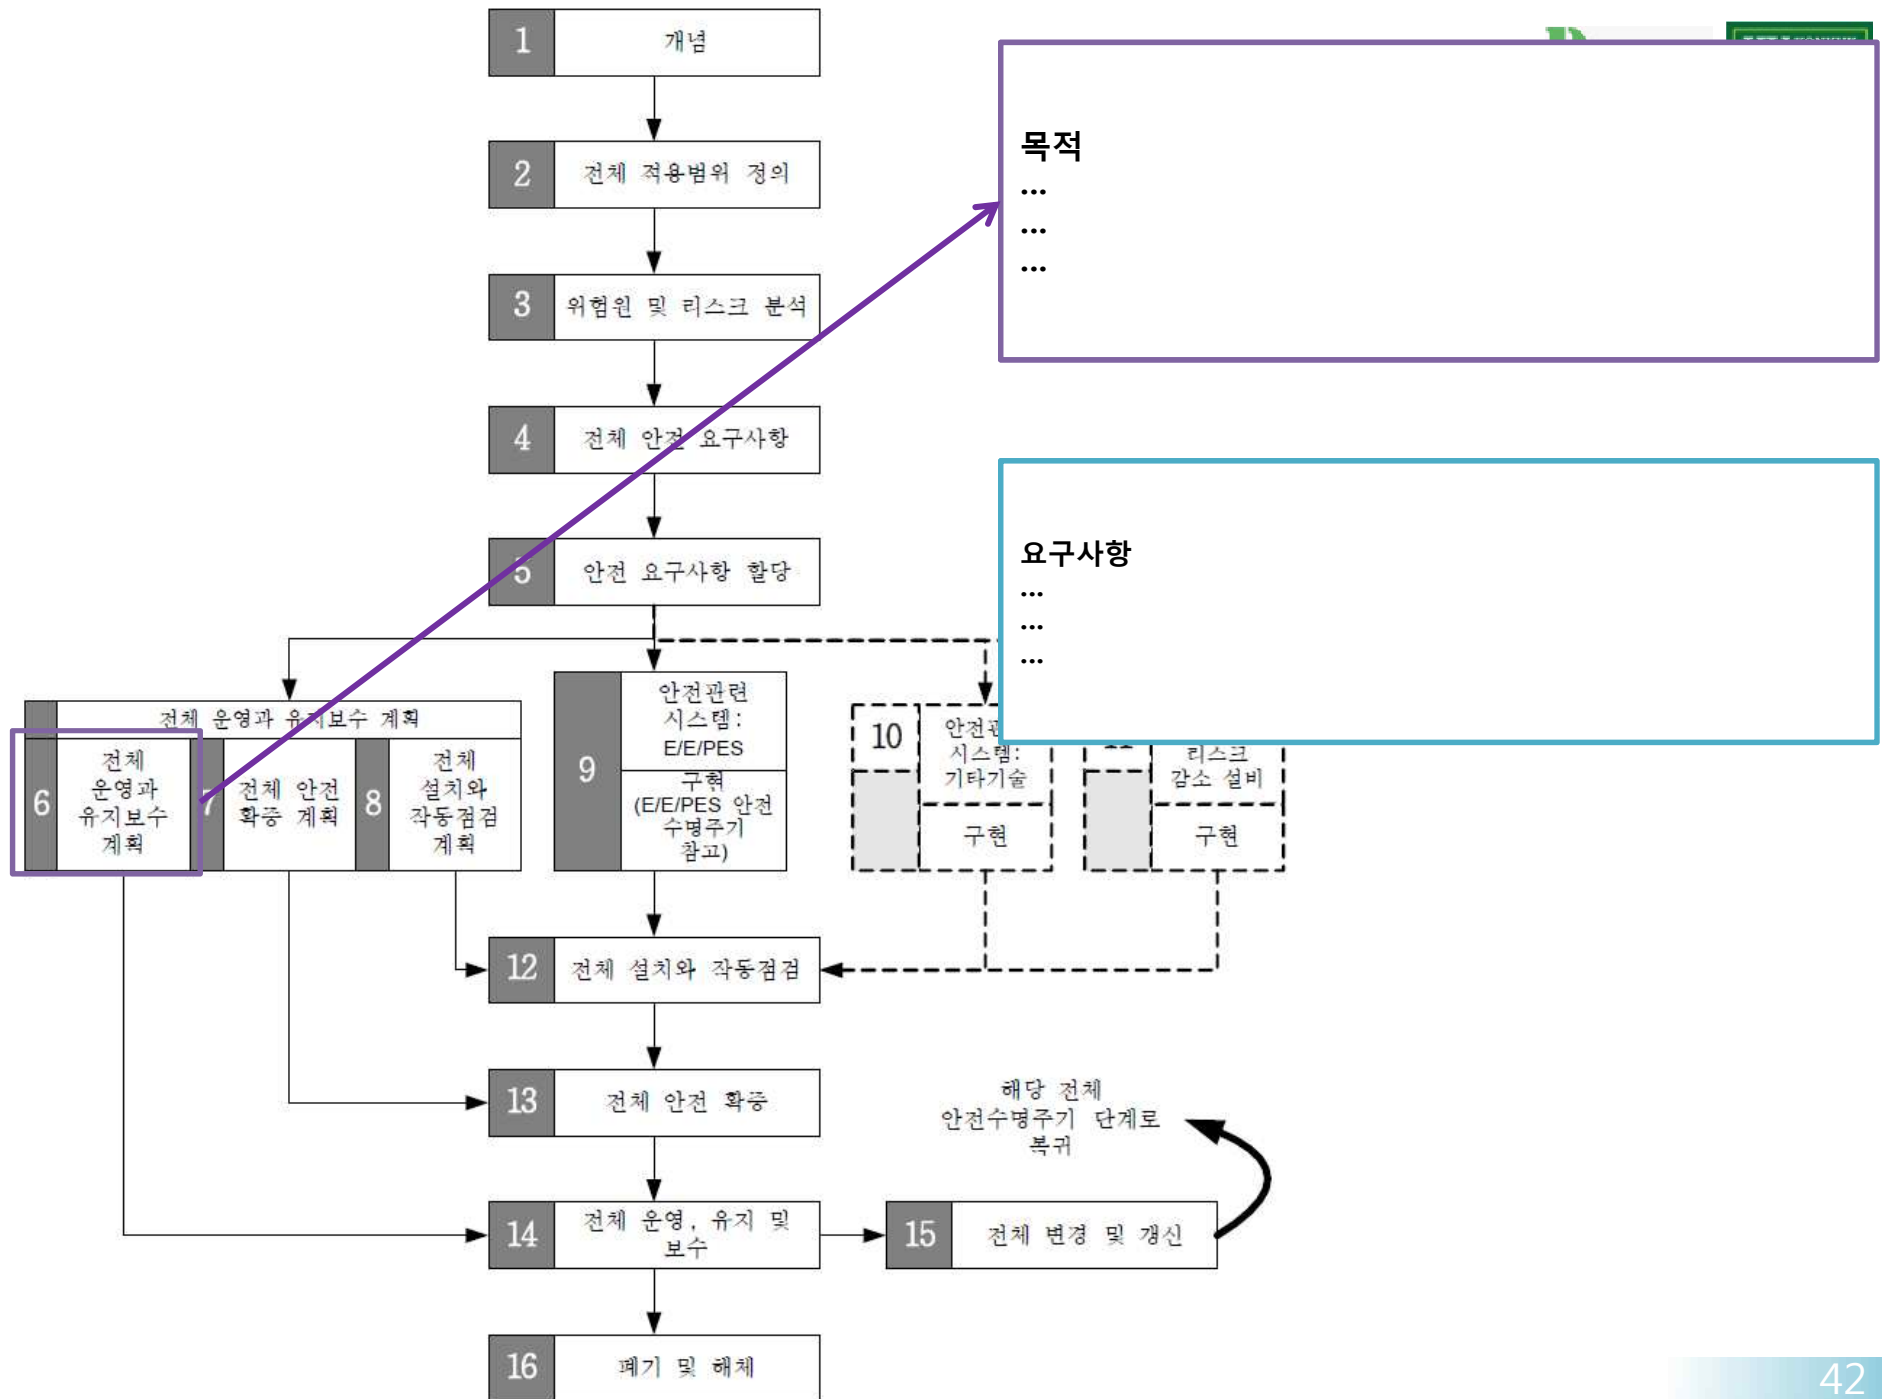 1
개념
2
전체 적용범위 정의
3
위험원 및 리스크 분석
4
전체 안전 요구사항
5
안전 요구사항 할당
목적
...
...
...
요구사항
...
...
...
전체 운영과 유지보수 계획
6
전체
운영과
유지보수
계획
7
전체 안전
확증 계획
8
전체
설치와
작동점검
계획
9
안전관련
시스템:
E/E/PES
구현
(E/E/PES 안전
수명주기
참고)
10
시스템:
기타기술
구현
리스크
감소 설비
구현
12
전체 설치와 작동점검
13
전체 안전 확증
해당 전체
안전수명주기 단계로
복귀
14
전체 운영, 유지 및
보수
15
전체 변경 및 갱신
16
폐기 및 해체
42